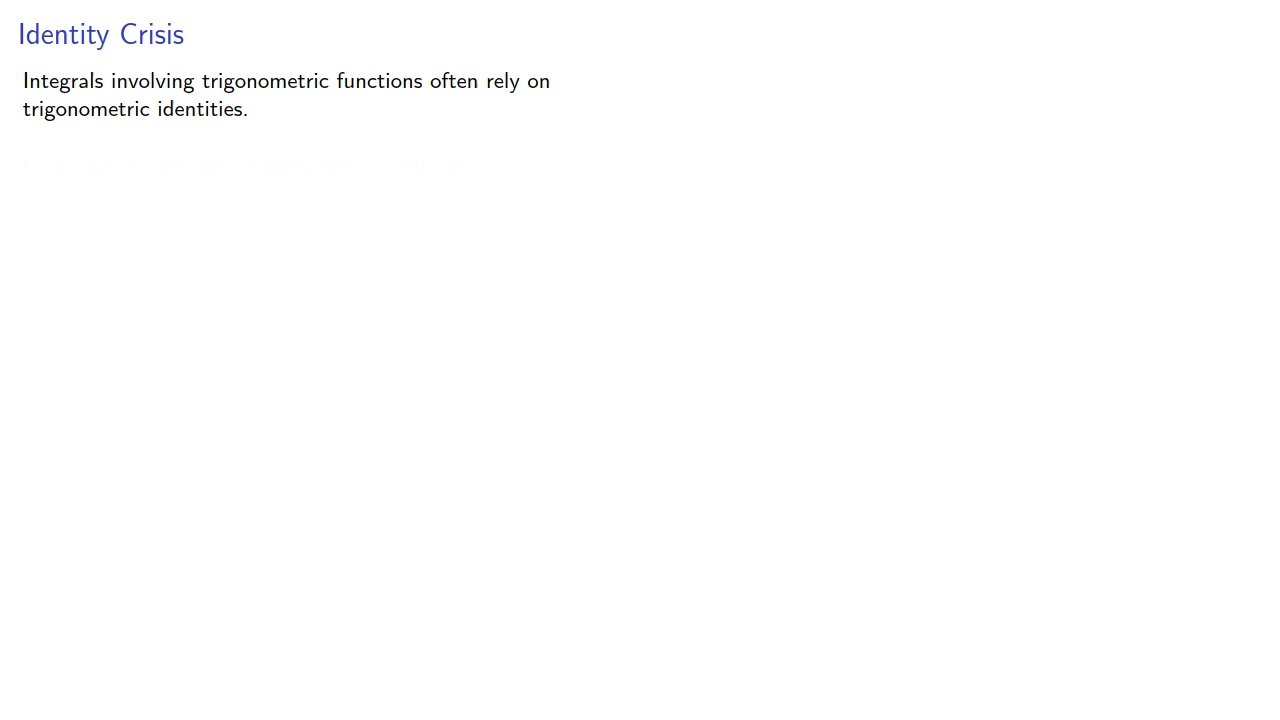 Identity Crisis
Integrals involving trigonometric functions often rely on
trigonometric identities.